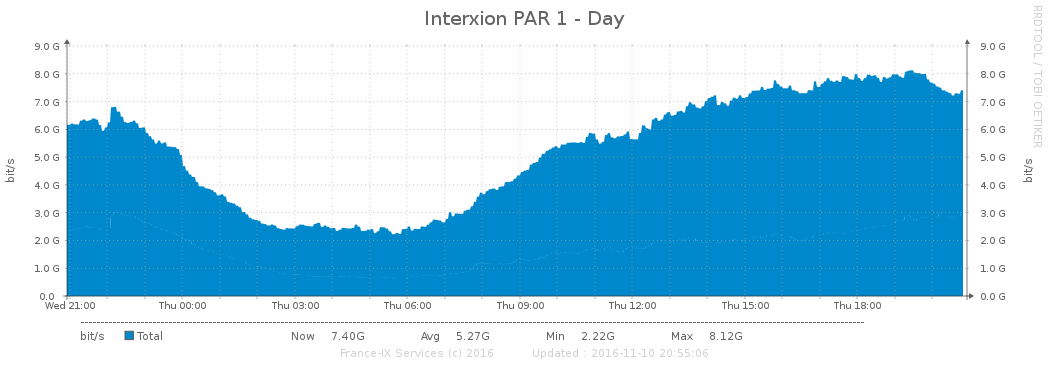 Interxion PAR 1 - Day
RRDTOOL / TOBI OETIKER
9.0 G 9.0 G
8.0 G 8.0 G
7.0 G 7.0 G
6.0 G 6.0 G
5.0 G 5.0 G
4.0 G 4.0 G
3.0 G 3.0 G
2.0 G 2.0 G
1.0 G 1.0 G
0.0 0.0 G
bit/s
bit/s
Wed 21:00 Thu 00:00 Thu 03:00 Thu 06:00 Thu 09:00 Thu 12:00 Thu 15:00 Thu 18:00
bit/s Total Now 7.40G Avg 5.27G Min 2.22G Max 8.12G
France-IX Services (c) 2016 Updated : 2016-11-10 20:55:06